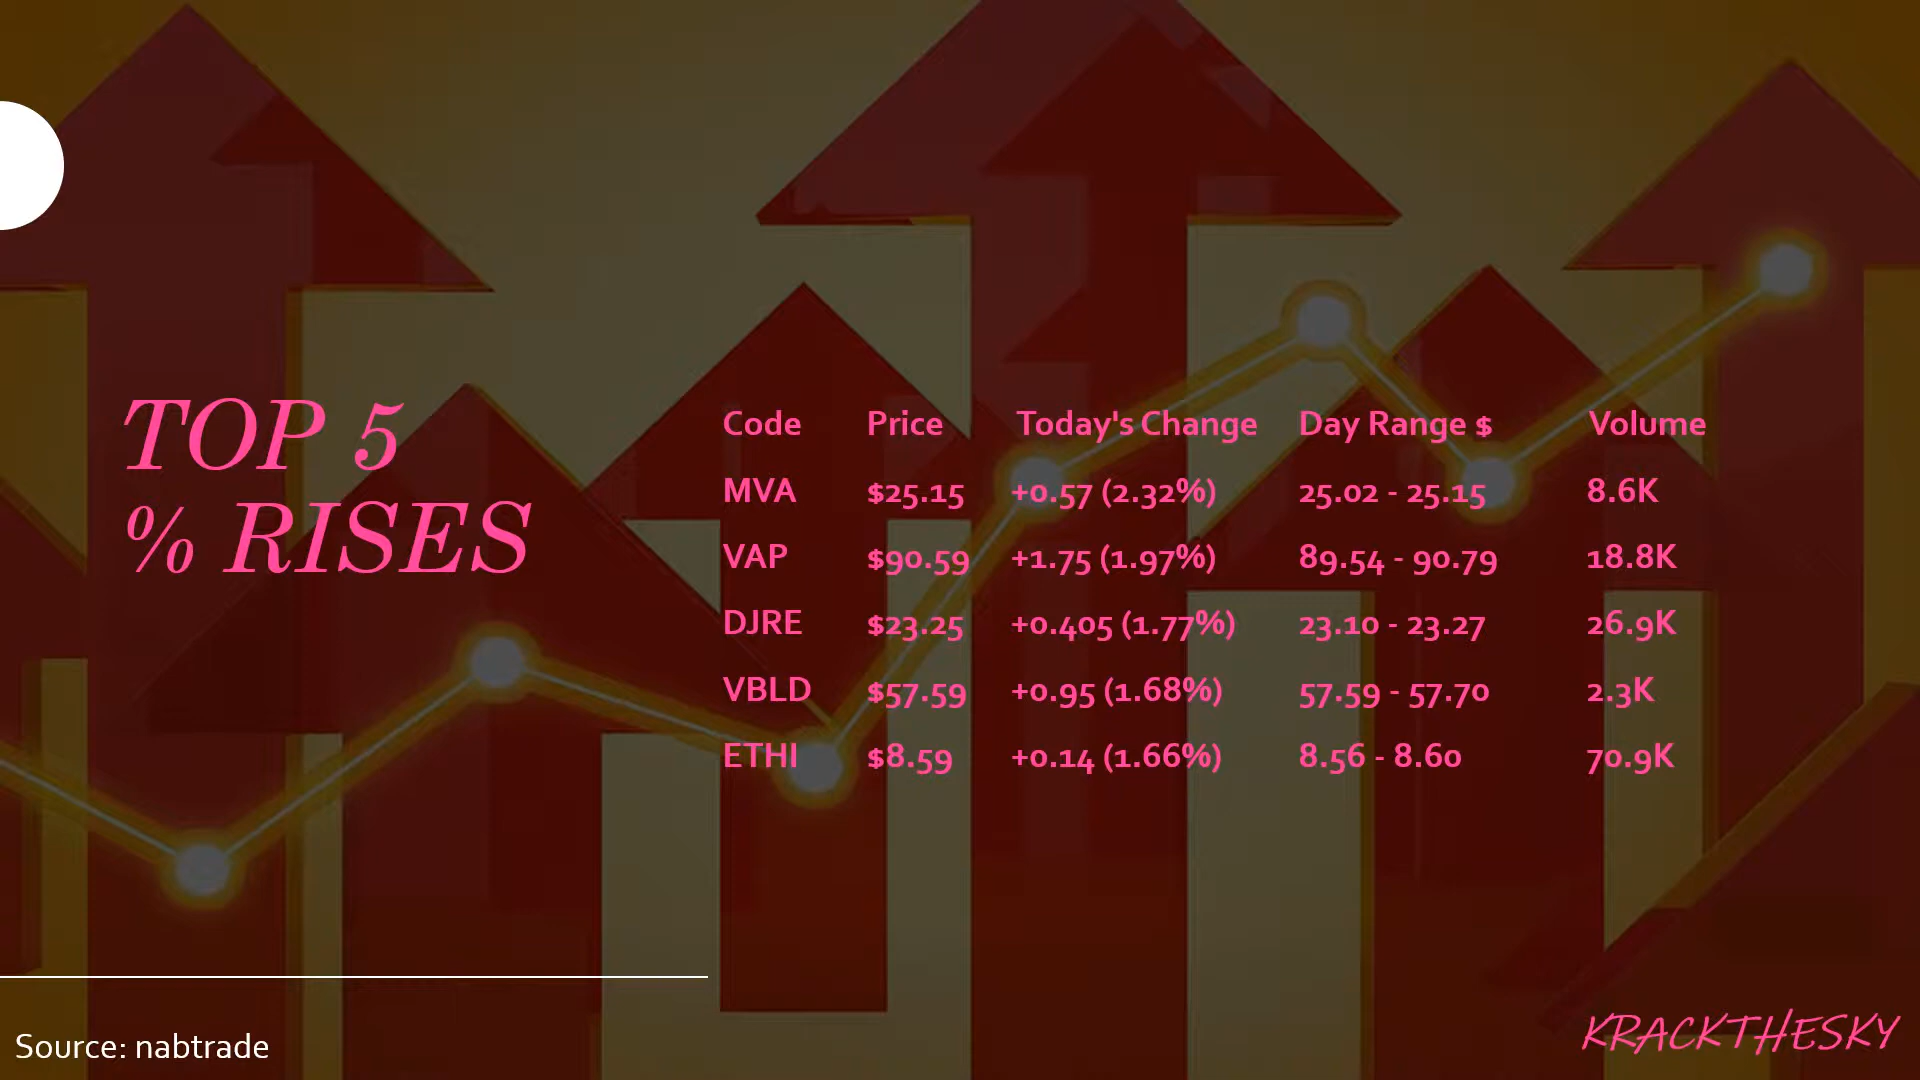 TOP 5
% RISES
Code Price Today's Change Day Range $ Volume
MVA $25.15 +0.57 (2.32%) 25.02 - 25.15 8.6K
VAP $90.59 +1.75 (1.97%) 89.54 - 90.79 18.8K
DJRE $23.25 +0.405 (1.77%) 23.10 - 23.27 26.9K
VBLD $57.59 +0.95 (1.68%) 57.59 - 57.70 2.3K
ETHI $8.59 +0.14 (1.66%) 8.56 - 8.60 70.9K
Source: nabtrade
KRACKTHESKY